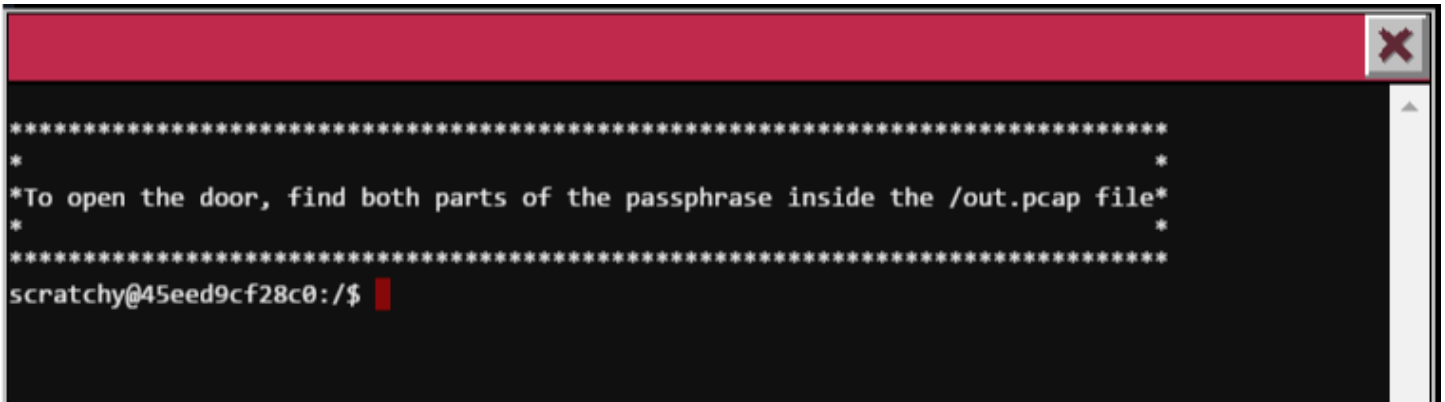 *******************************************************************************
*                                                                             *
*To open the door, find both parts of the passphrase inside the /out.pcap file*
*                                                                             *
*******************************************************************************
scratchy@45eed9cf28c0:/$